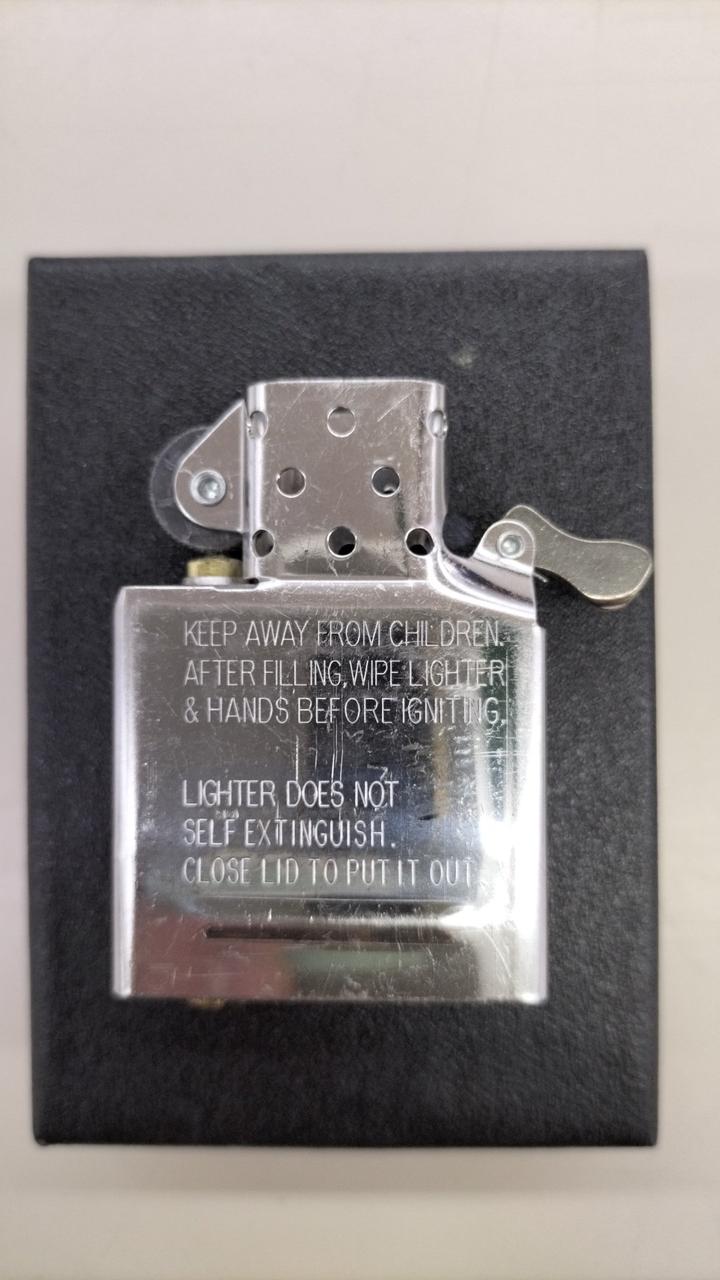 KEEP AWAY FROM CHILDREN.
AFTER FILLING, WIPE LIGHTER
& HANDS BEFORE IGNITING.
LIGHTER DOES NOT
SELF EXTINGUISH.
CLOSE LID TO PUT IT OUT.